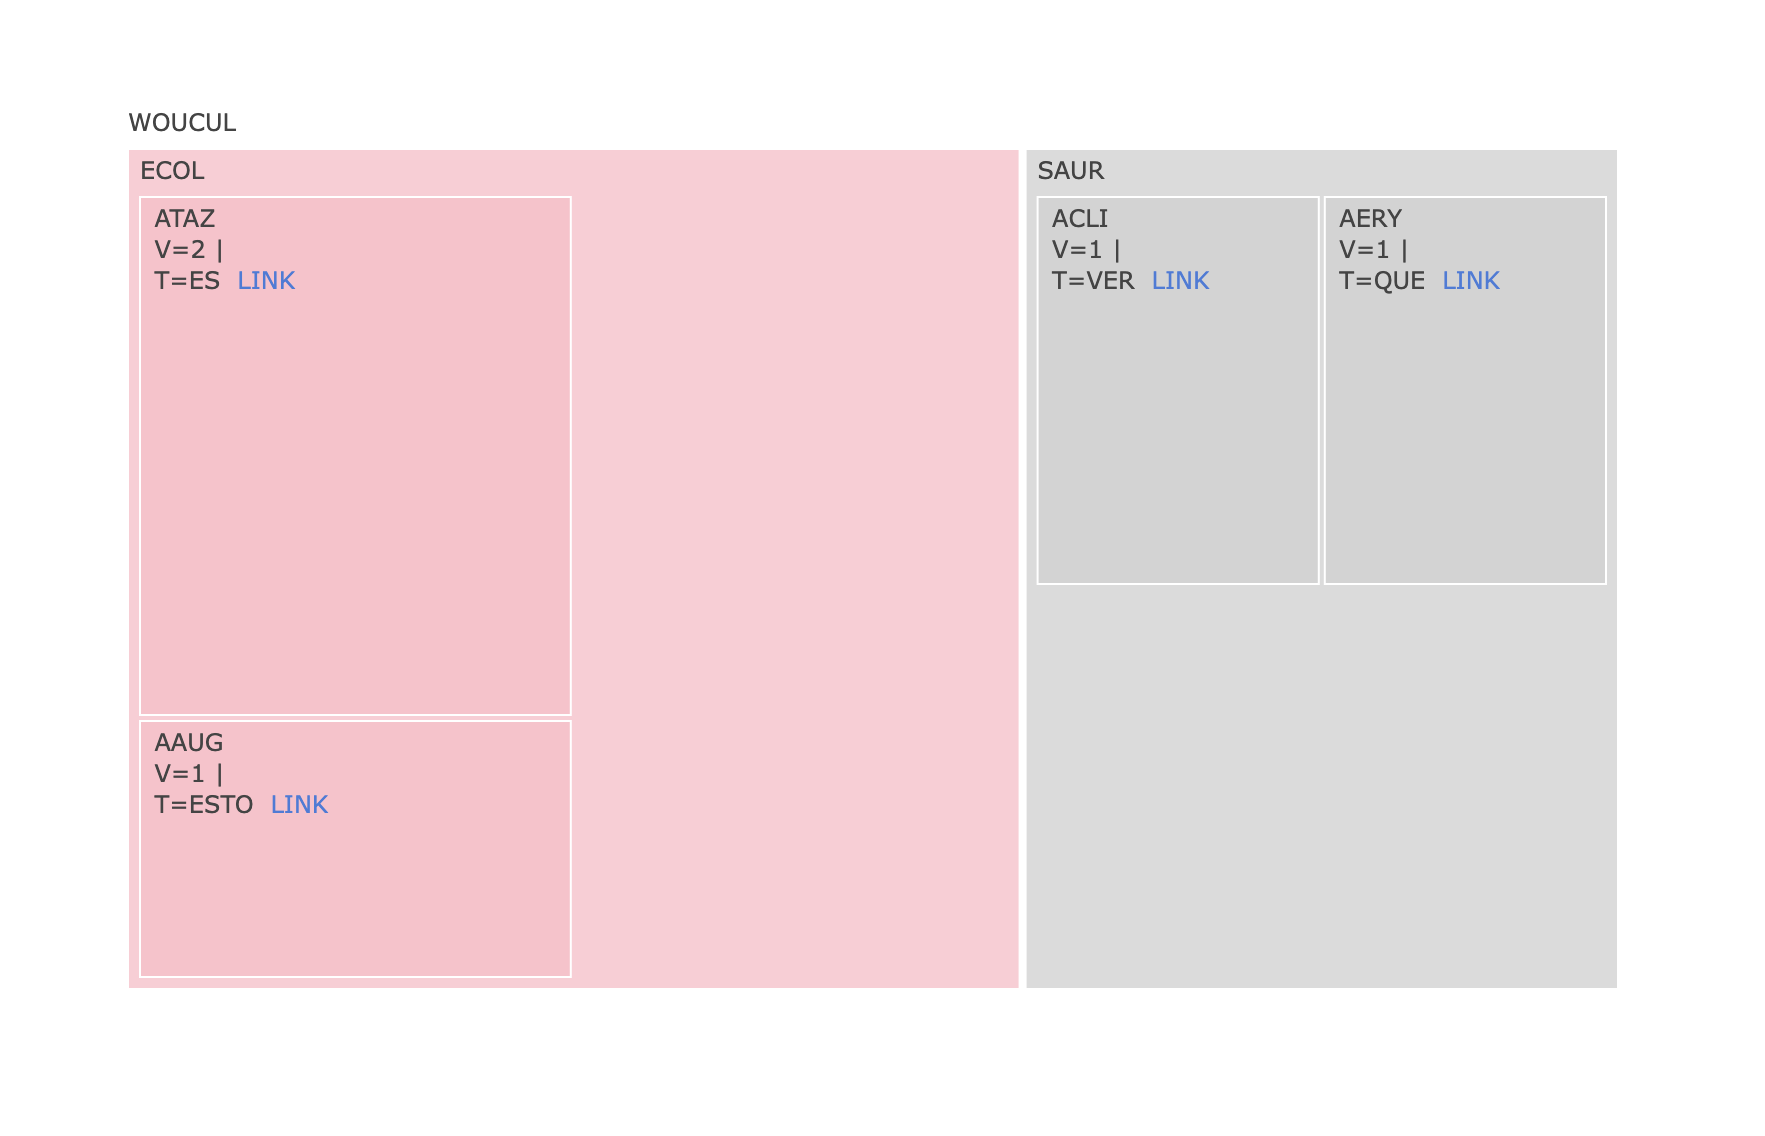 WOUCUL
ECOL
ATAZ
V=2 |
T=ES LINK
AAUG
V=1 |
T=ESTO LINK
SAUR
ACLI
V=1 |
T=VER LINK
AERY
V=1 |
T=QUE LINK